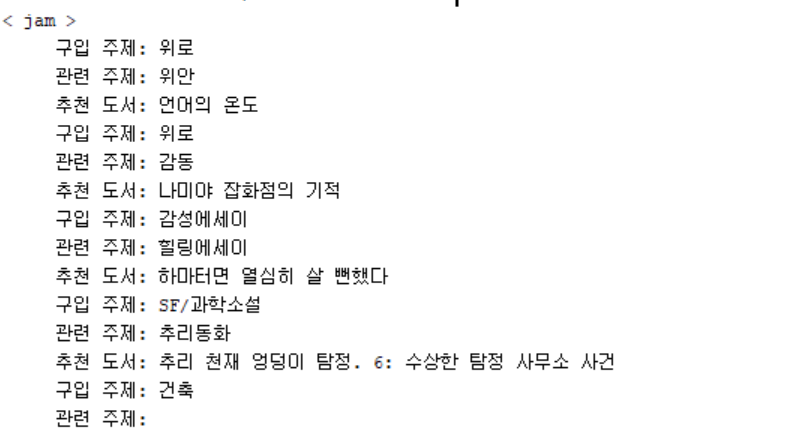 < jam >
구입 주제: 위로
관련 주제: 위안
추천 도서: 언어의 온도
구입 주제: 위로
관련 주제: 감동
추천 도서: 나미야 잡화점의 기적
구입 주제: 감성에세이
관련 주제: 힐링에세이
추천 도서: 하마터면 열심히 살 뻔했다
구입 주제: SF/과학소설
관련 주제: 추리동화
추천 도서: 추리 천재 엉덩이 탐정. 6: 수상한 탐정 사무소 사건
구입 주제: 건축
관련 주제: